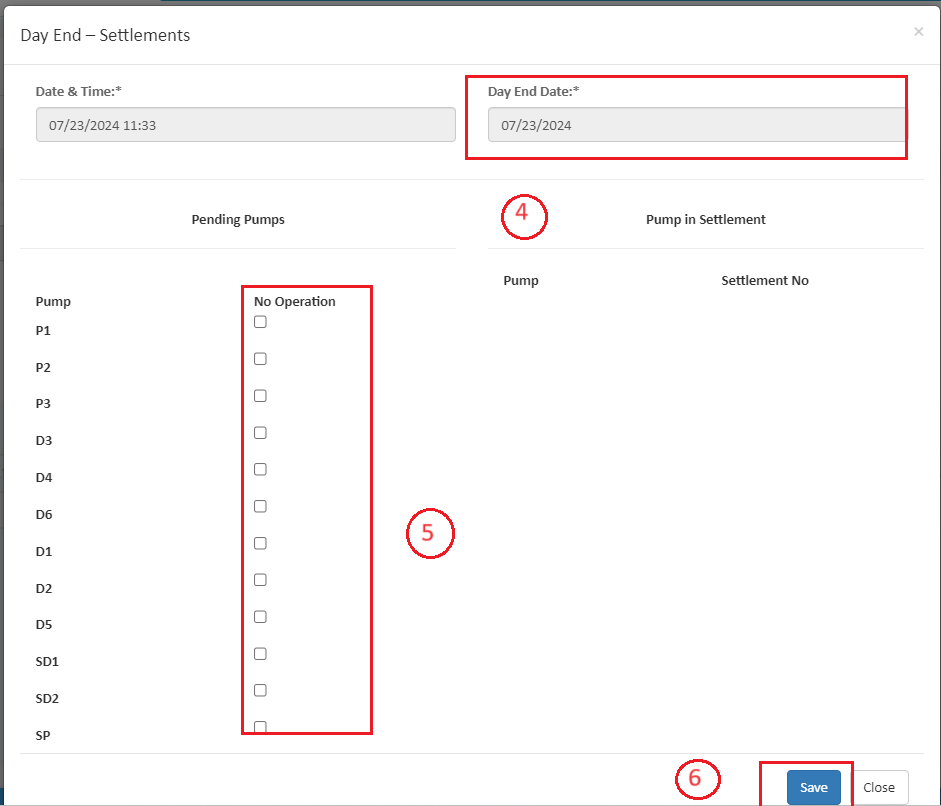 Day End – Settlements ×
Date & Time:* Day End Date:*
07/23/2024 11:33 07/23/2024
Pending Pumps 4 Pump in Settlement
Pump Settlement No
Pump No Operation
P1
P2
P3
D3
D4
D6
5
D1
D2
D5
SD1
SD2
SP
6 Save Close